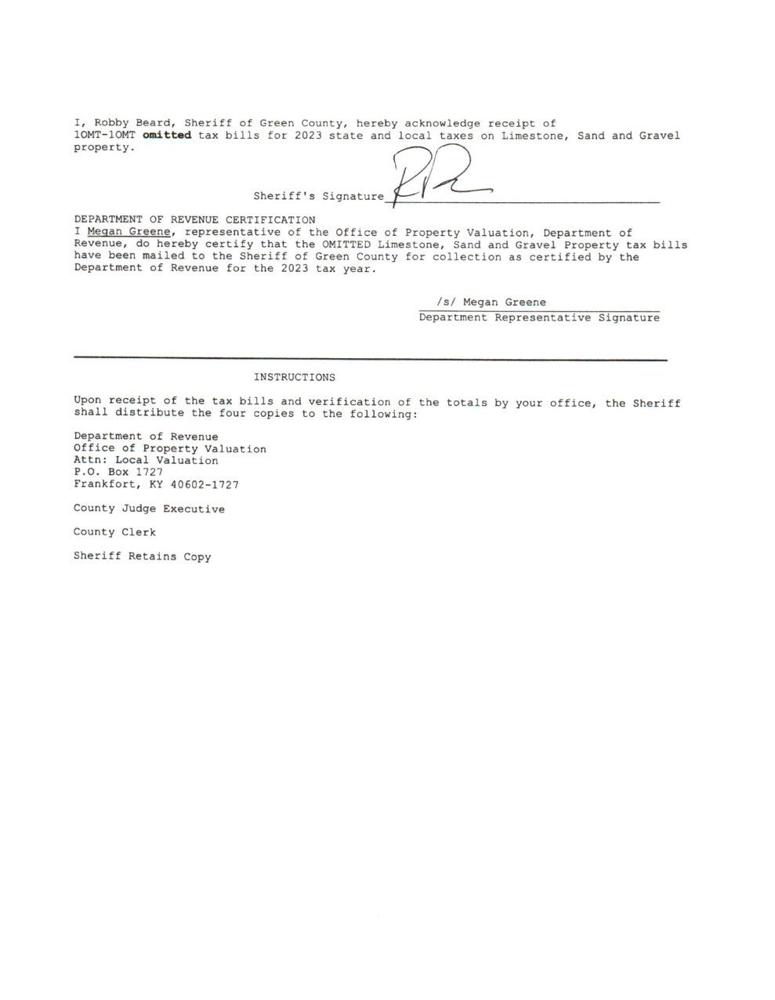 I, Robby Beard, Sheriff of Green County, hereby acknowledge receipt of
1OMT-1OMT omitted tax bills for 2023 state and local taxes on Limestone, Sand and Gravel
property.
Sheriff's Signature
DEPARTMENT OF REVENUE CERTIFICATION
I Megan Greene, representative of the Office of Property Valuation, Department of
Revenue, do hereby certify that the OMITTED Limestone, Sand and Gravel Property tax bills
have been mailed to the Sheriff of Green County for collection as certified by the
Department of Revenue for the 2023 tax year.
/s/ Megan Greene
Department Representative Signature
INSTRUCTIONS
Upon receipt of the tax bills and verification of the totals by your office, the Sheriff
shall distribute the four copies to the following:
Department of Revenue
Office of Property Valuation
Attn: Local Valuation
P.O. Box 1727
Frankfort, KY 40602-1727
County Judge Executive
County Clerk
Sheriff Retains Copy